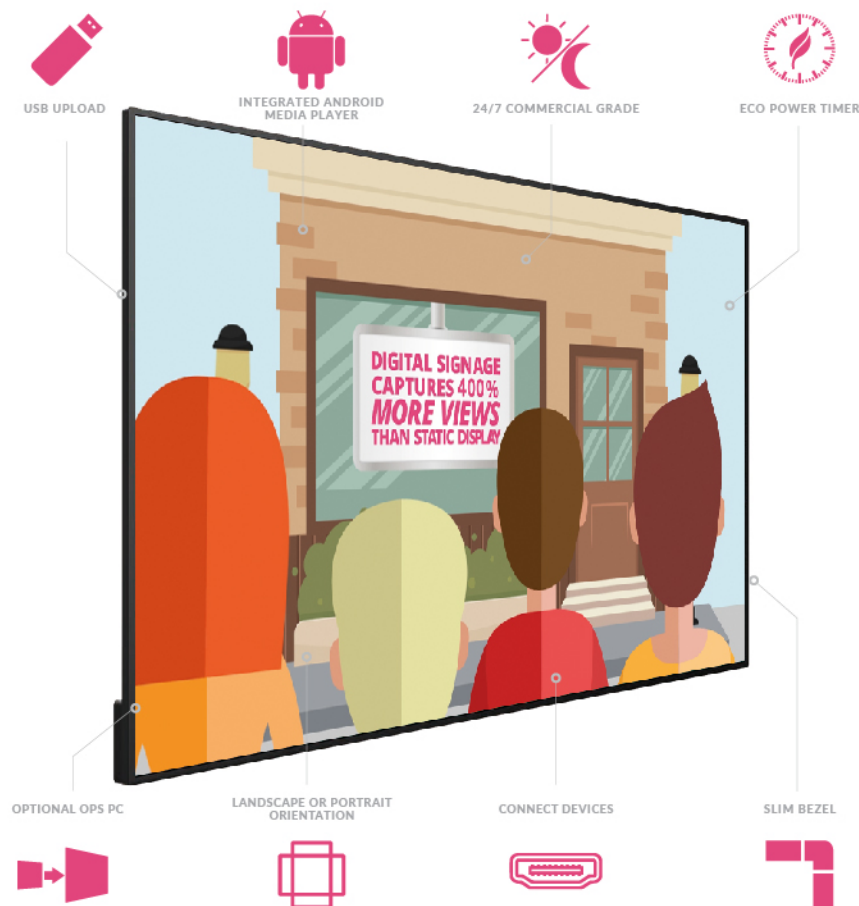 USB UPLOAD
INTEGRATED ANDROID
MEDIA PLAYER
24/7 COMMERCIAL GRADE
ECO POWER TIMER
DIGITAL SIGNAGE
CAPTURES 400%
MORE VIEWS
THAN STATIC DISPLAY
OPTIONAL OPS PC
LANDSCAPE OR PORTRAIT
ORIENTATION
CONNECT DEVICES
SLIM BEZEL